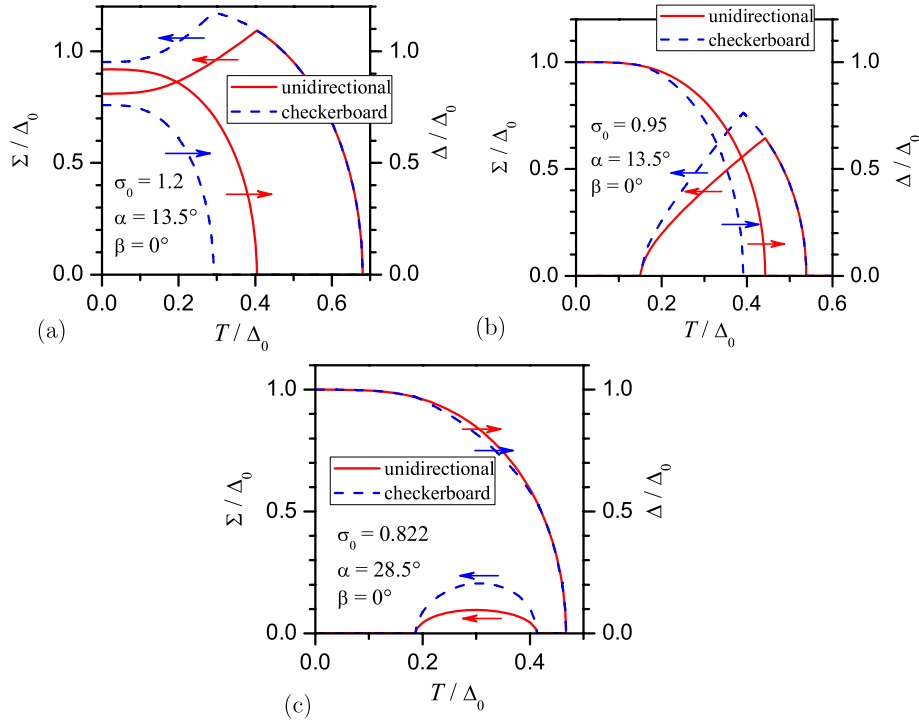 unidirectional
checkerboard
Σ / Δ₀
1.0
0.5
0.0
σ₀ = 1.2
α = 13.5°
β = 0°
Δ / Δ₀
1.0
0.5
0.0
0.0 0.2 0.4 0.6
T / Δ₀
(a)
unidirectional
checkerboard
Σ / Δ₀
1.0
0.5
0.0
σ₀ = 0.95
α = 13.5°
β = 0°
Δ / Δ₀
1.0
0.5
0.0
0.0 0.2 0.4 0.6
T / Δ₀
(b)
unidirectional
checkerboard
Σ / Δ₀
1.0
0.5
0.0
σ₀ = 0.822
α = 28.5°
β = 0°
Δ / Δ₀
1.0
0.5
0.0
0.0 0.2 0.4
T / Δ₀
(c)